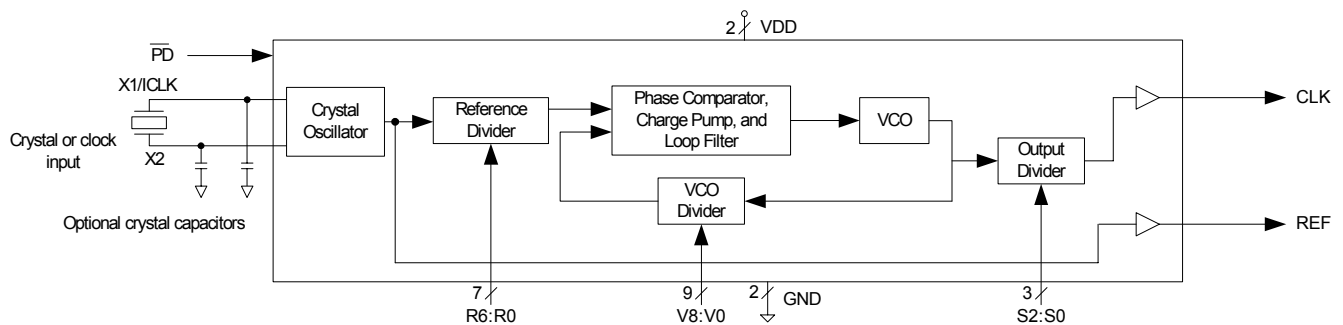 2 VDD
PD
X1/ICLK
X2
Crystal or clock
input
Optional crystal capacitors
Crystal
Oscillator
Reference
Divider
Phase Comparator,
Charge Pump, and
Loop Filter
VCO
VCO
Divider
Output
Divider
CLK
REF
7
R6:R0
9
V8:V0
2
GND
3
S2:S0